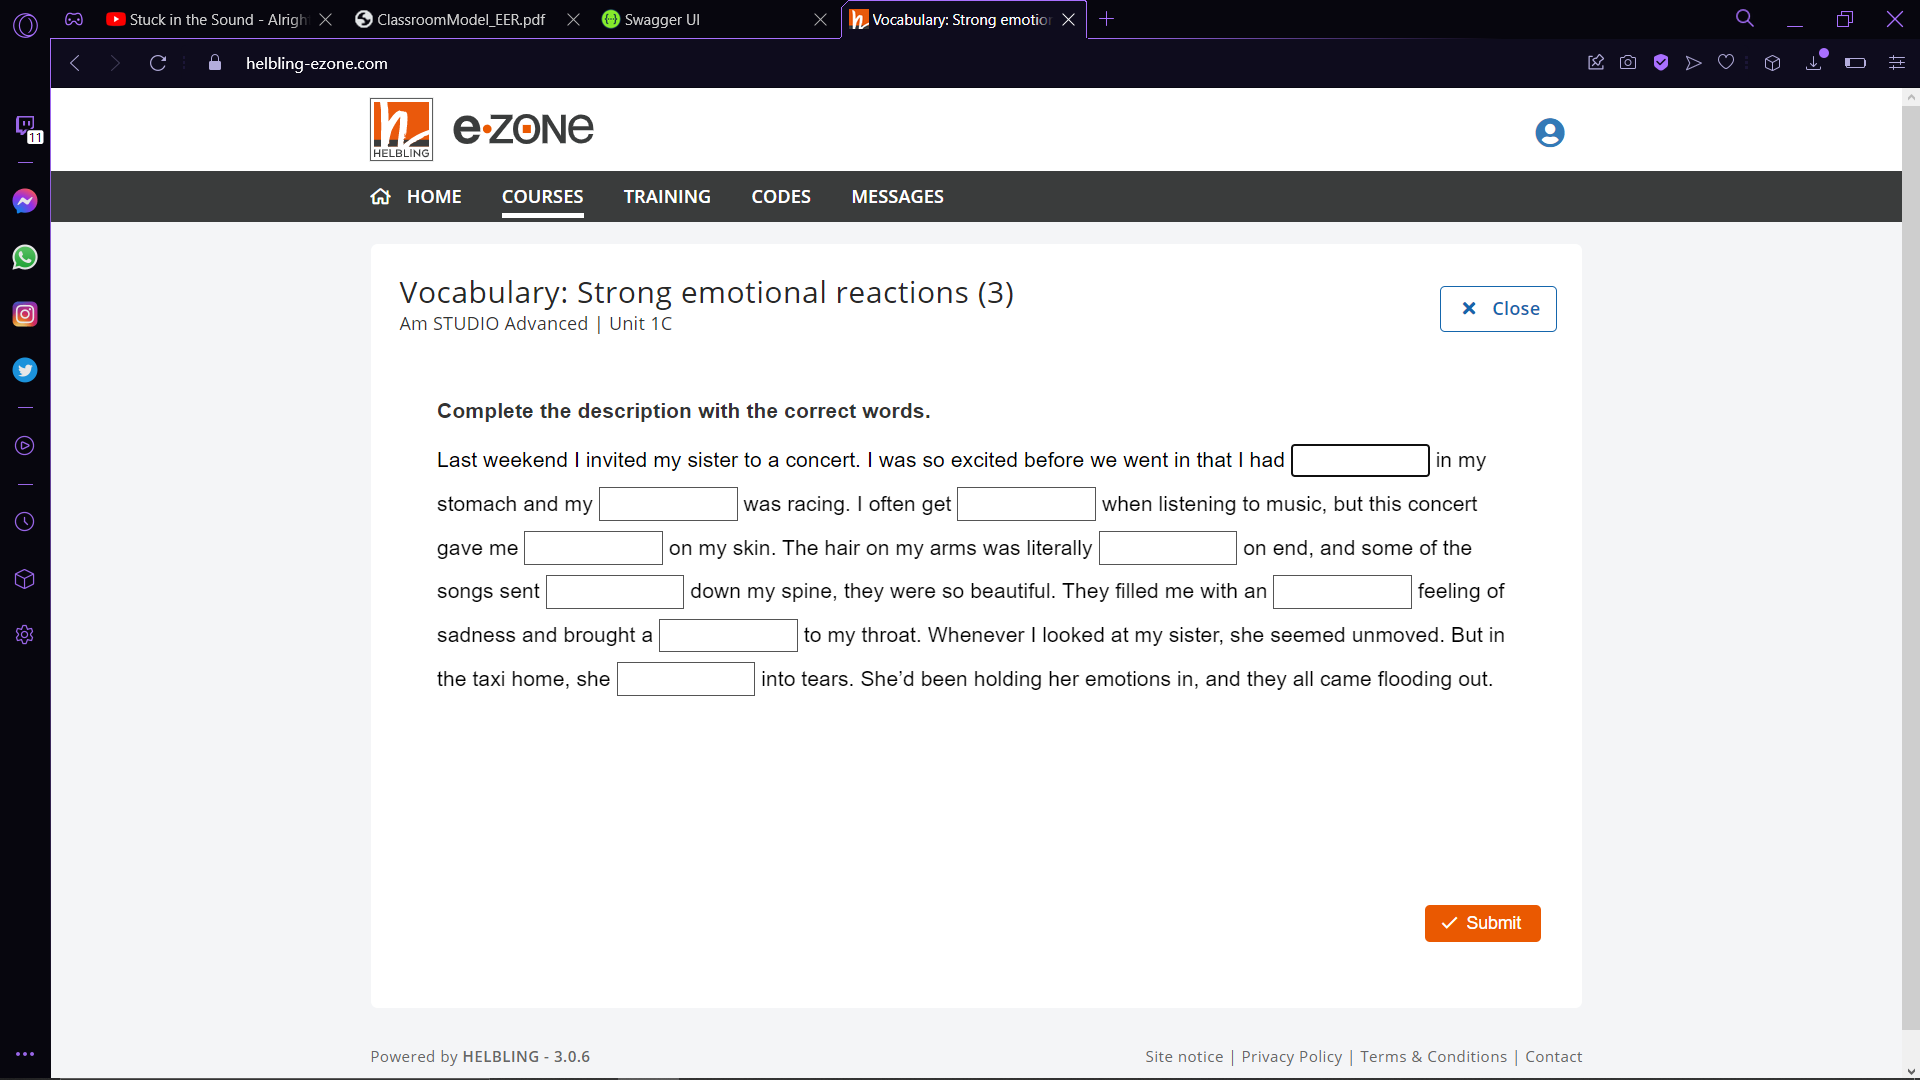 Stuck in the Sound - Alrigh
ClassroomModel_EER.pdf
Swagger UI
Vocabulary: Strong emotio
helbling-ezone.com
11
HELBLING
e·zone
HOME
COURSES
TRAINING
CODES
MESSAGES
Vocabulary: Strong emotional reactions (3)
Am STUDIO Advanced | Unit 1C
Close
Complete the description with the correct words.
Last weekend I invited my sister to a concert. I was so excited before we went in that I had in my
stomach and my was racing. I often get when listening to music, but this concert
gave me on my skin. The hair on my arms was literally on end, and some of the
songs sent down my spine, they were so beautiful. They filled me with an feeling of
sadness and brought a to my throat. Whenever I looked at my sister, she seemed unmoved. But in
the taxi home, she into tears. She’d been holding her emotions in, and they all came flooding out.
Submit
Powered by HELBLING - 3.0.6
Site notice | Privacy Policy | Terms & Conditions | Contact